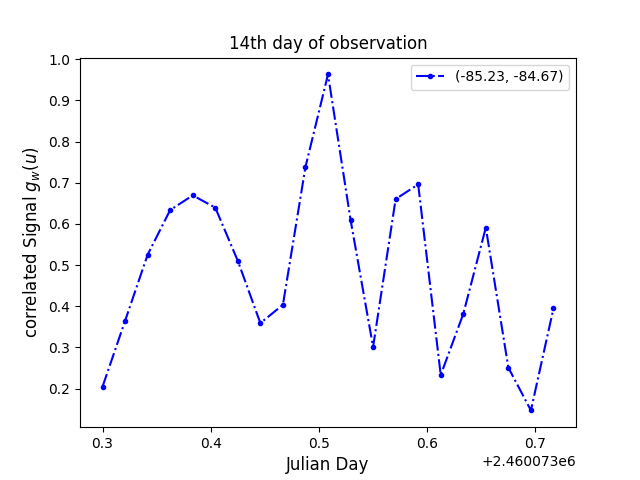 14th day of observation
(-85.23, -84.67)
correlated Signal g_w(u)
1.0
0.9
0.8
0.7
0.6
0.5
0.4
0.3
0.2
0.3 0.4 0.5 0.6 0.7
Julian Day
+2.460073e6